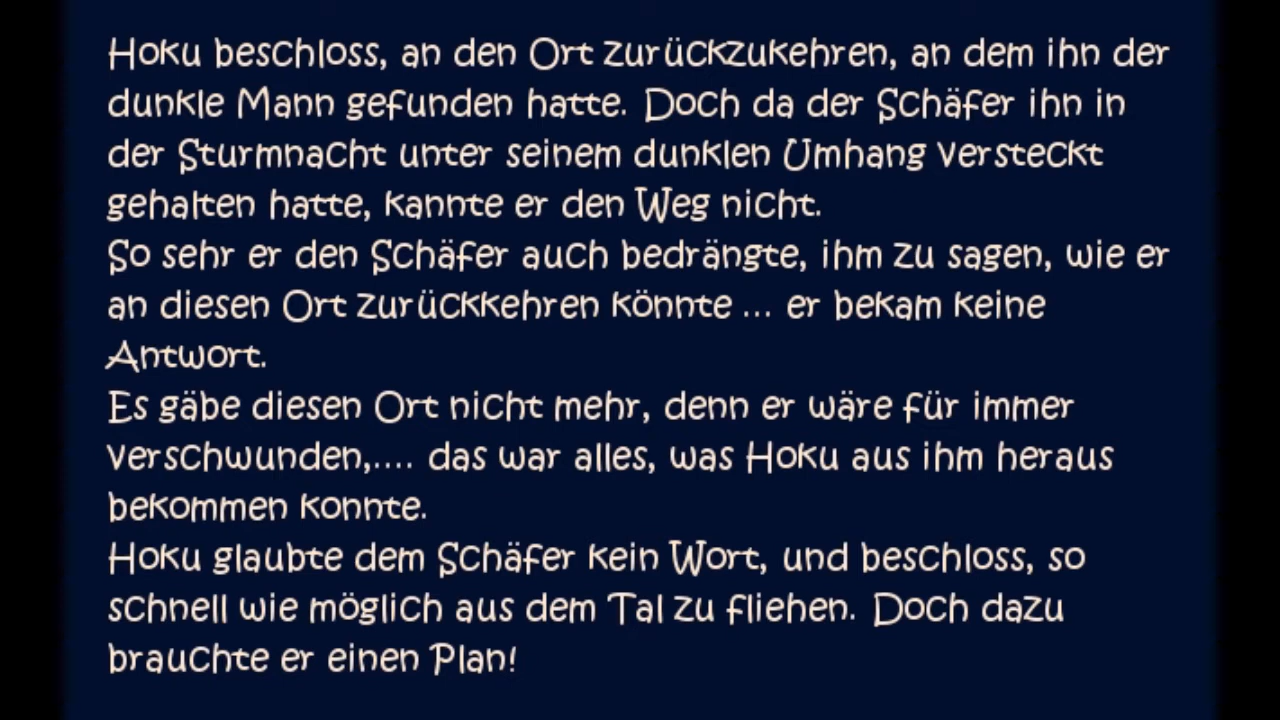 Hoku beschloss, an den Ort zurückzukehren, an dem ihn der
dunkle Mann gefunden hatte. Doch da der Schäfer ihn in
der Sturmnacht unter seinem dunklen Umhang versteckt
gehalten hatte, kannte er den Weg nicht.
So sehr er den Schäfer auch bedrängte, ihm zu sagen, wie er
an diesen Ort zurückkehren könnte ... er bekam keine
Antwort.
Es gäbe diesen Ort nicht mehr, denn er wäre für immer
verschwunden,.... das war alles, was Hoku aus ihm heraus
bekommen konnte.
Hoku glaubte dem Schäfer kein Wort, und beschloss, so
schnell wie möglich aus dem Tal zu fliehen. Doch dazu
brauchte er einen Plan!